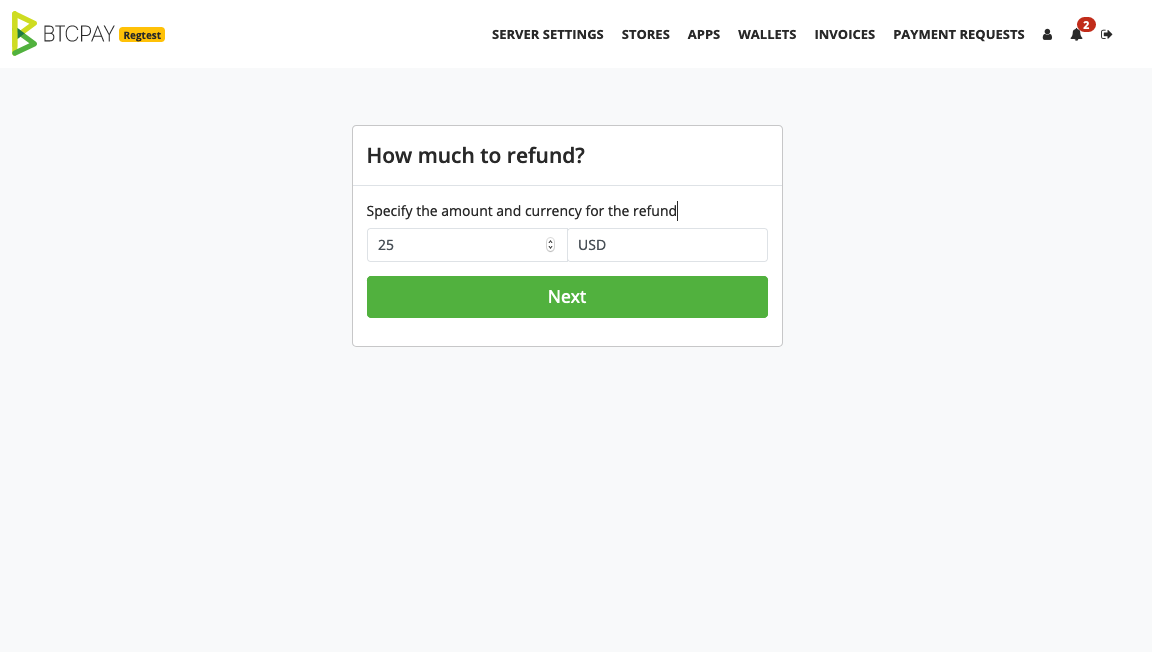 BTCPAY Regtest
SERVER SETTINGS STORES APPS WALLETS INVOICES PAYMENT REQUESTS 2
How much to refund?
Specify the amount and currency for the refund
25 USD
Next